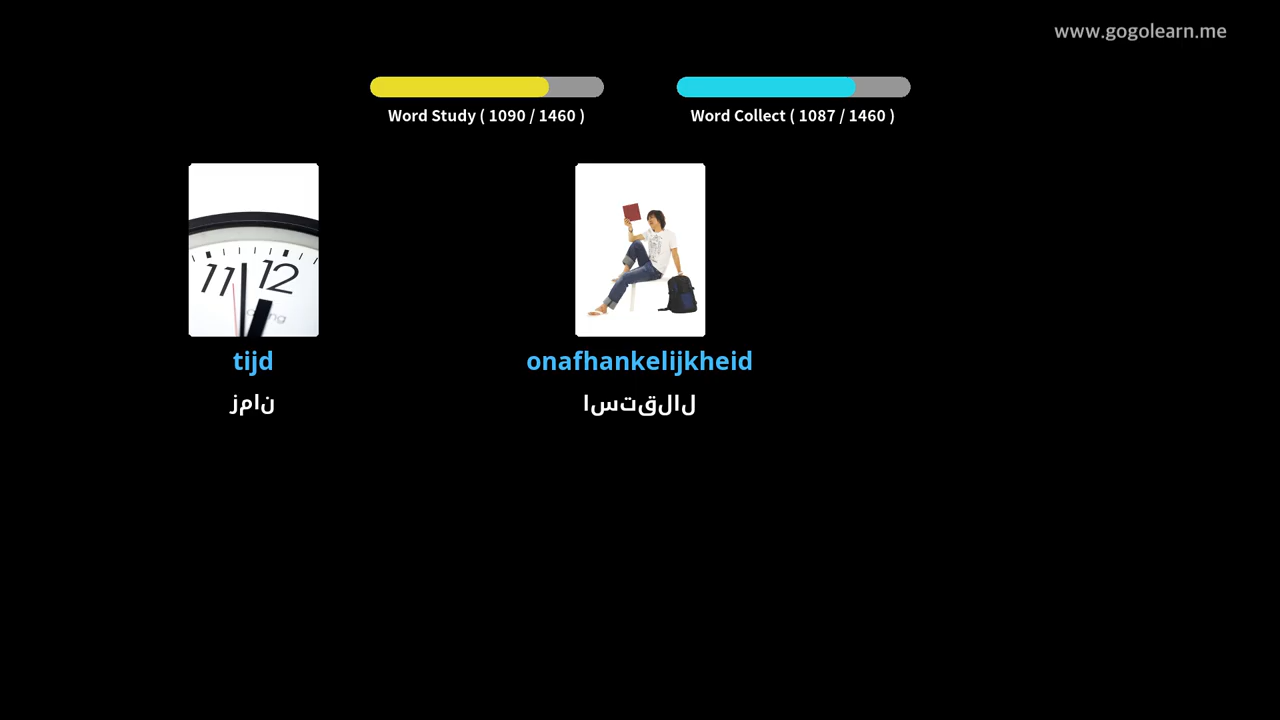 www.gogolearn.me
Word Study ( 1090 / 1460 )
Word Collect ( 1087 / 1460 )
tijd
زمان
onafhankelijkheid
استقلال